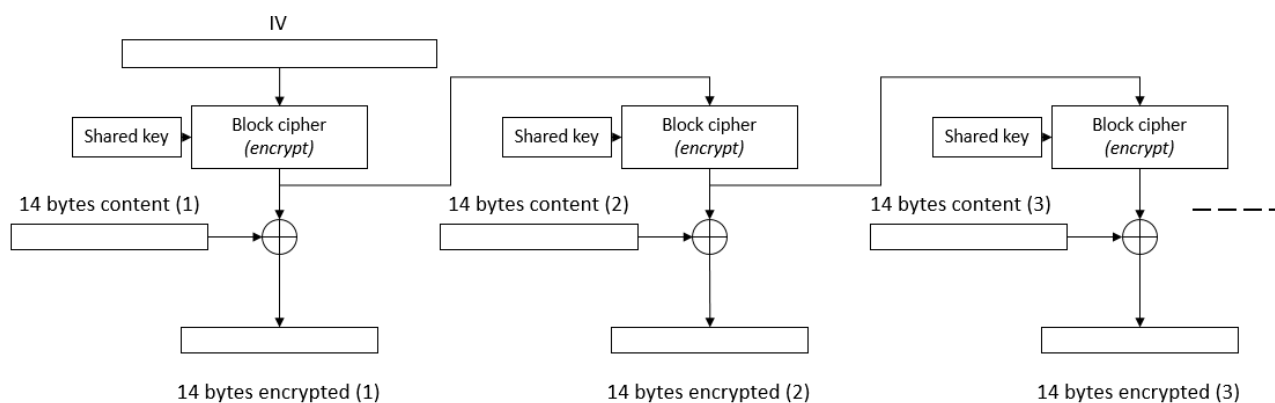 IV
Shared key
Block cipher
(encrypt)
Shared key
Block cipher
(encrypt)
Shared key
Block cipher
(encrypt)
14 bytes content (1)
14 bytes content (2)
14 bytes content (3)
14 bytes encrypted (1)
14 bytes encrypted (2)
14 bytes encrypted (3)